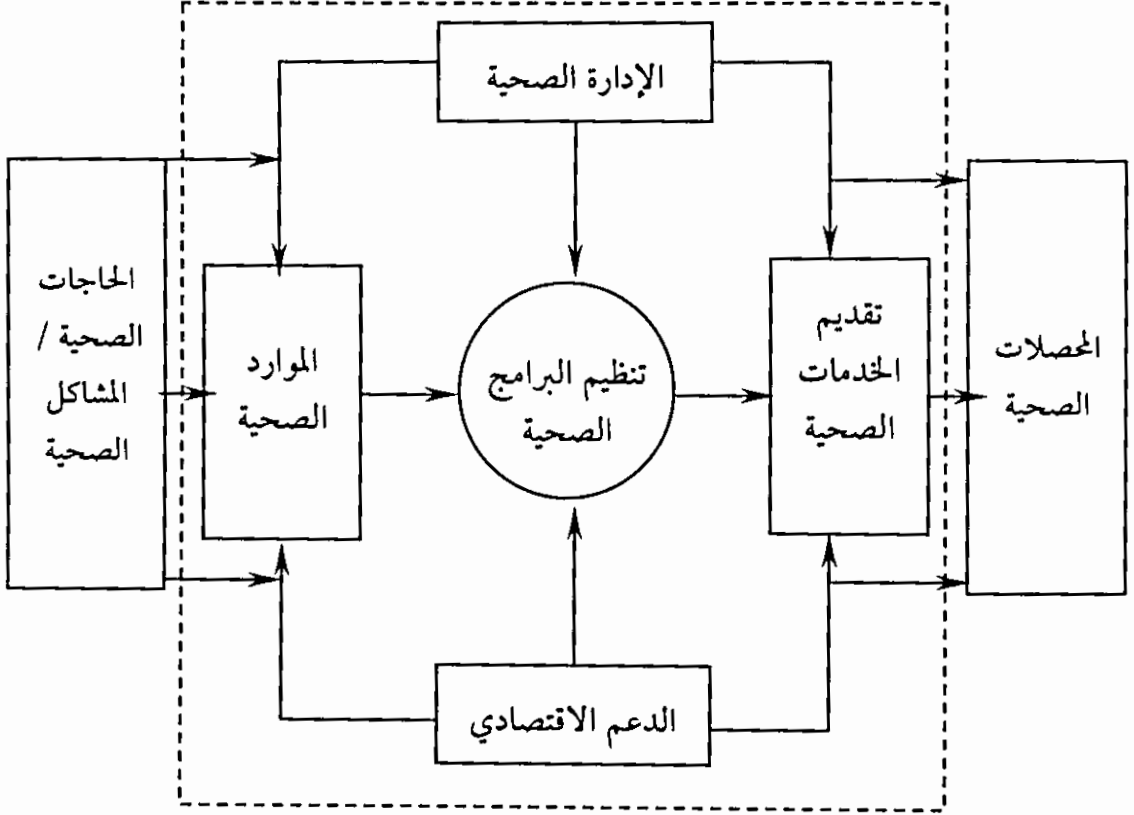 الإدارة الصحية
الحاجات
الصحية /
المشاكل
الصحية
الموارد
الصحية
تنظيم البرامج
الصحية
تقديم
الخدمات
الصحية
المحصلات
الصحية
الدعم الاقتصادي